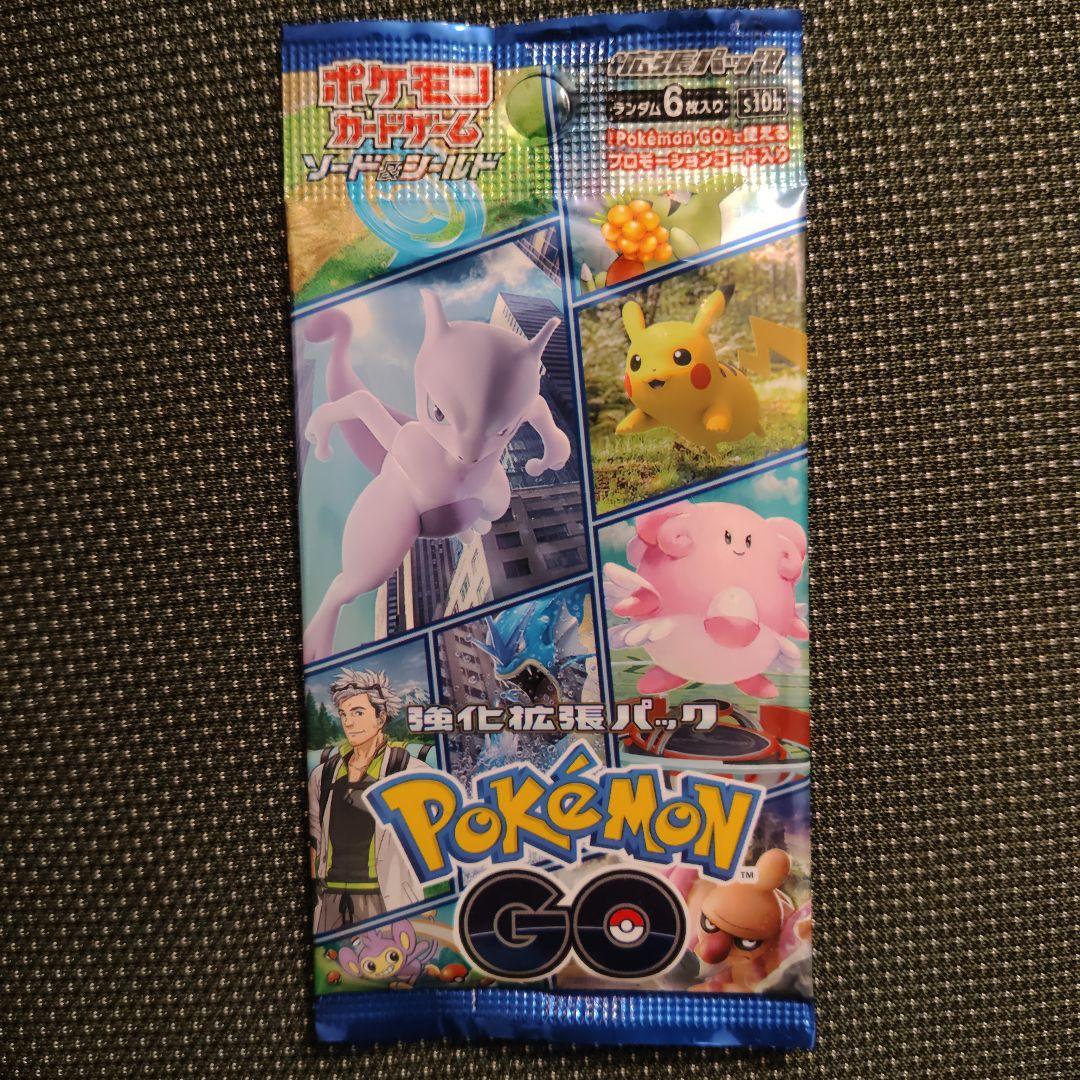 ポケモン
カードゲーム
ソード&シールド
拡張パック
ランダム6枚入り
s10b
『Pokémon GO』で使える
プロモーションコード入り
強化拡張パック
POKéMON
TM
GO